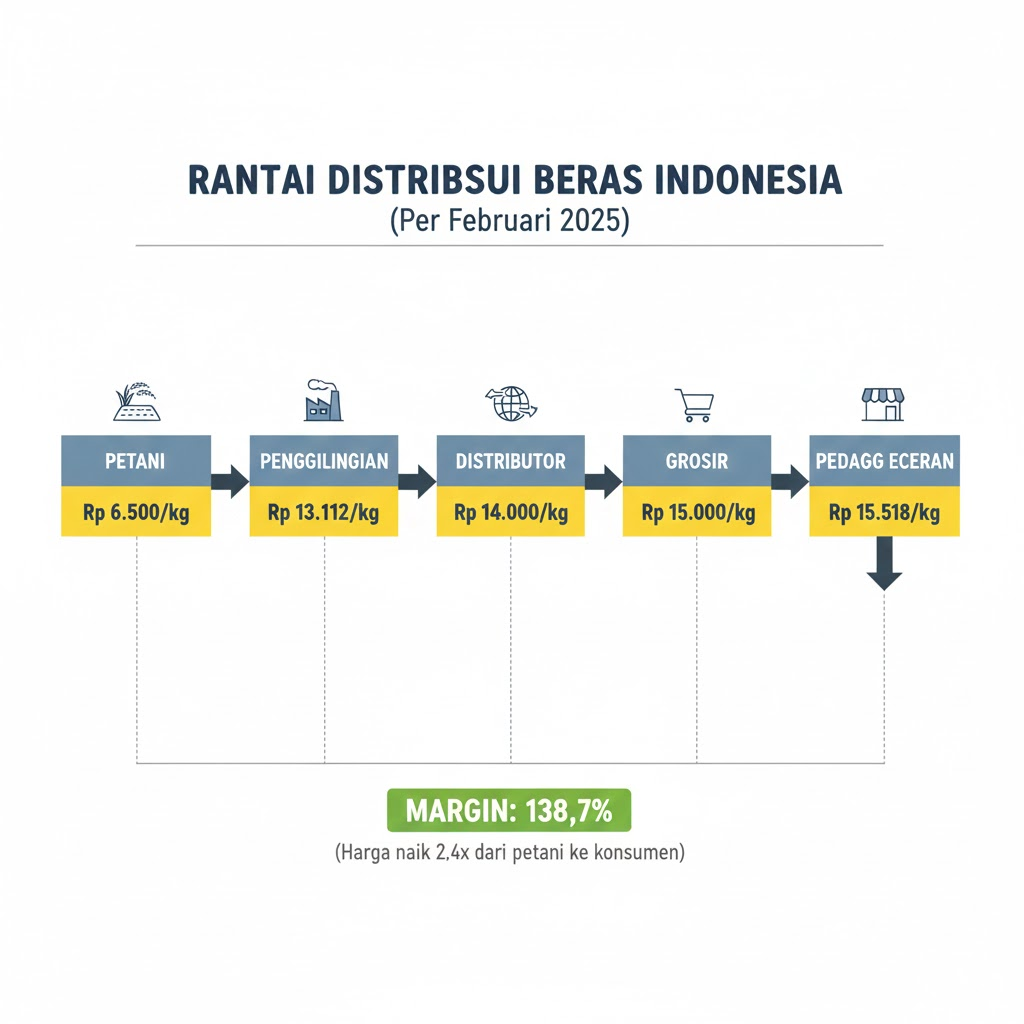 RANTAI DISTRIBSUI BERAS INDONESIA
(Per Februari 2025)
PETANI
Rp 6.500/kg
PENGGILINGIAN
Rp 13.112/kg
DISTRIBUTOR
Rp 14.000/kg
GROSIR
Rp 15.000/kg
PEDAGG ECERAN
Rp 15.518/kg
MARGIN: 138,7%
(Harga naik 2,4x dari petani ke konsumen)